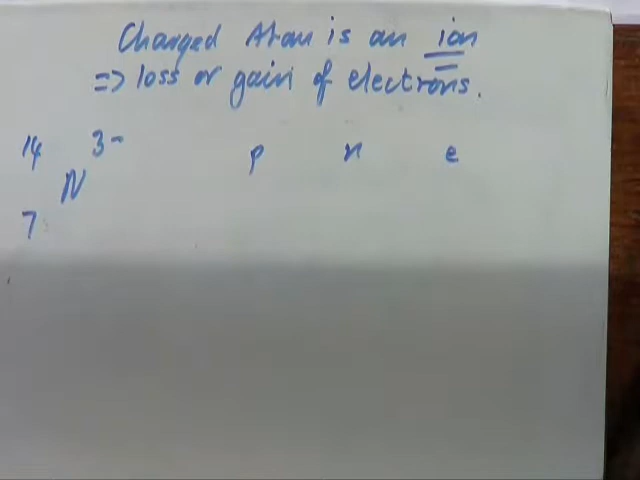 Charged Atom is an ion
=> loss or gain of electrons.
14 3-
p n e
N
7